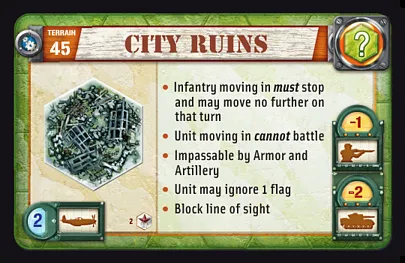 TERRAIN
45
CITY RUINS
?
• Infantry moving in must stop
and may move no further on
that turn
• Unit moving in cannot battle
• Impassable by Armor and
Artillery
• Unit may ignore 1 flag
• Block line of sight
-1
-2
2
2